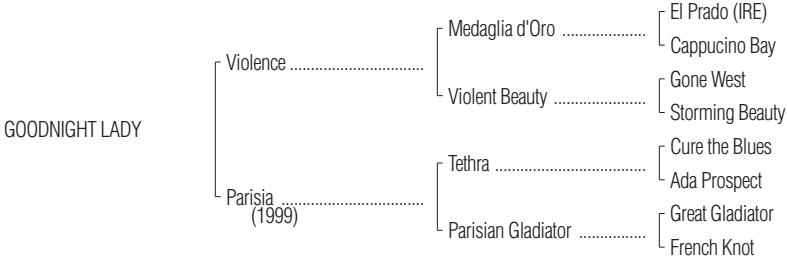 El Prado (IRE)
Medaglia d'Oro ....................
Cappucino Bay
Violence ................................
Gone West
Violent Beauty ......................
Storming Beauty
GOODNIGHT LADY
Cure the Blues
Tethra ....................................
Ada Prospect
Parisia ..................................
(1999)
Great Gladiator
Parisian Gladiator ................
French Knot